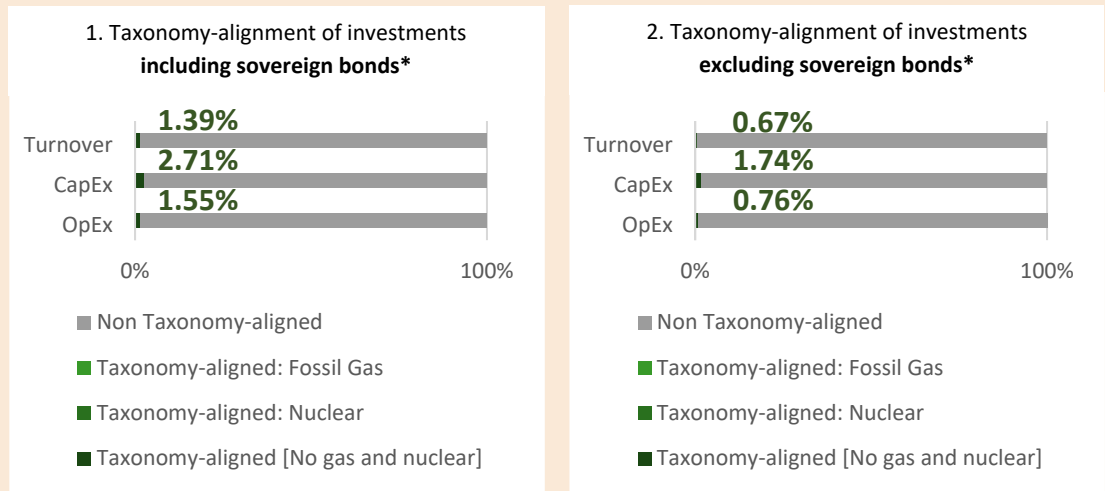 1. Taxonomy-alignment of investments
including sovereign bonds*
1.39%
Turnover
2.71%
CapEx
1.55%
OpEx
0%
100%
Non Taxonomy-aligned
Taxonomy-aligned: Fossil Gas
Taxonomy-aligned: Nuclear
Taxonomy-aligned [No gas and nuclear]
2. Taxonomy-alignment of investments
excluding sovereign bonds*
0.67%
Turnover
1.74%
CapEx
0.76%
OpEx
0%
100%
Non Taxonomy-aligned
Taxonomy-aligned: Fossil Gas
Taxonomy-aligned: Nuclear
Taxonomy-aligned [No gas and nuclear]